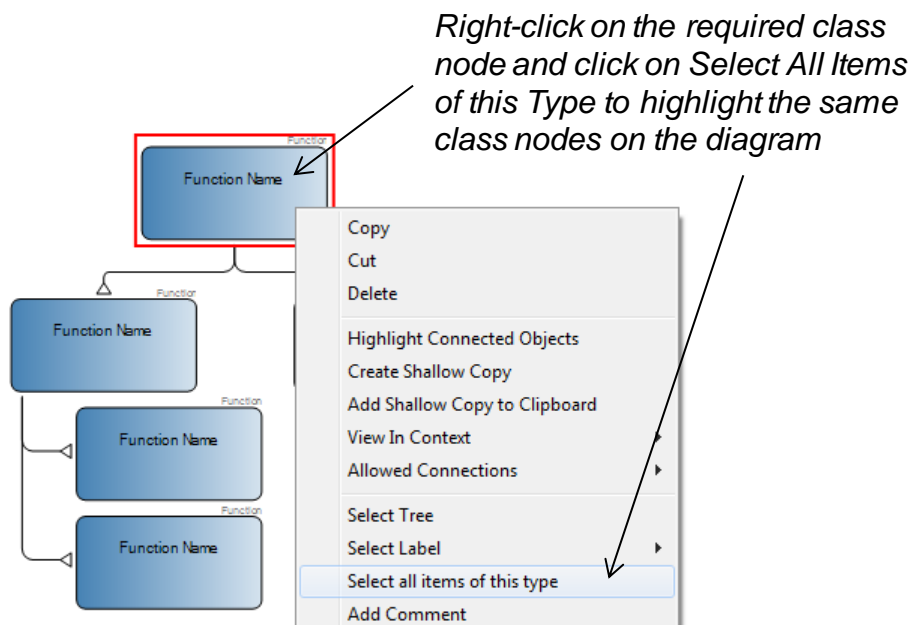 Right-click on the required class
node and click on Select All Items
of this Type to highlight the same
class nodes on the diagram
Function
Function Name
Copy
Cut
Delete
Function
Function Name
Highlight Connected Objects
Create Shallow Copy
Add Shallow Copy to Clipboard
View In Context
Allowed Connections
Function
Function Name
Select Tree
Select Label
Select all items of this type
Add Comment
Function
Function Name